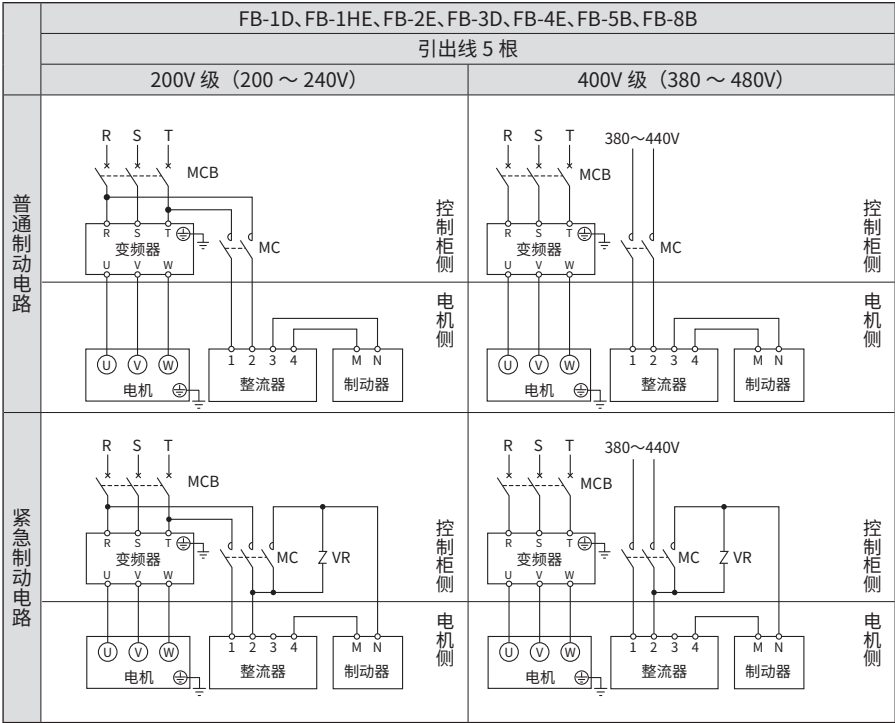 FB-1D、FB-1HE、FB-2E、FB-3D、FB-4E、FB-5B、FB-8B
引出线 5 根
200V 级（200 ～ 240V）
400V 级（380 ～ 480V）
普通制动电路
R S T
MCB
R S T
变频器
U V W
MC
控制柜侧
电机侧
U V W
电机
1 2 3 4
整流器
M N
制动器
R S T
380～440V
MCB
R S T
变频器
U V W
MC
控制柜侧
电机侧
U V W
电机
1 2 3 4
整流器
M N
制动器
紧急制动电路
R S T
MCB
R S T
变频器
U V W
MC
VR
控制柜侧
电机侧
U V W
电机
1 2 3 4
整流器
M N
制动器
R S T
380～440V
MCB
R S T
变频器
U V W
MC
VR
控制柜侧
电机侧
U V W
电机
1 2 3 4
整流器
M N
制动器